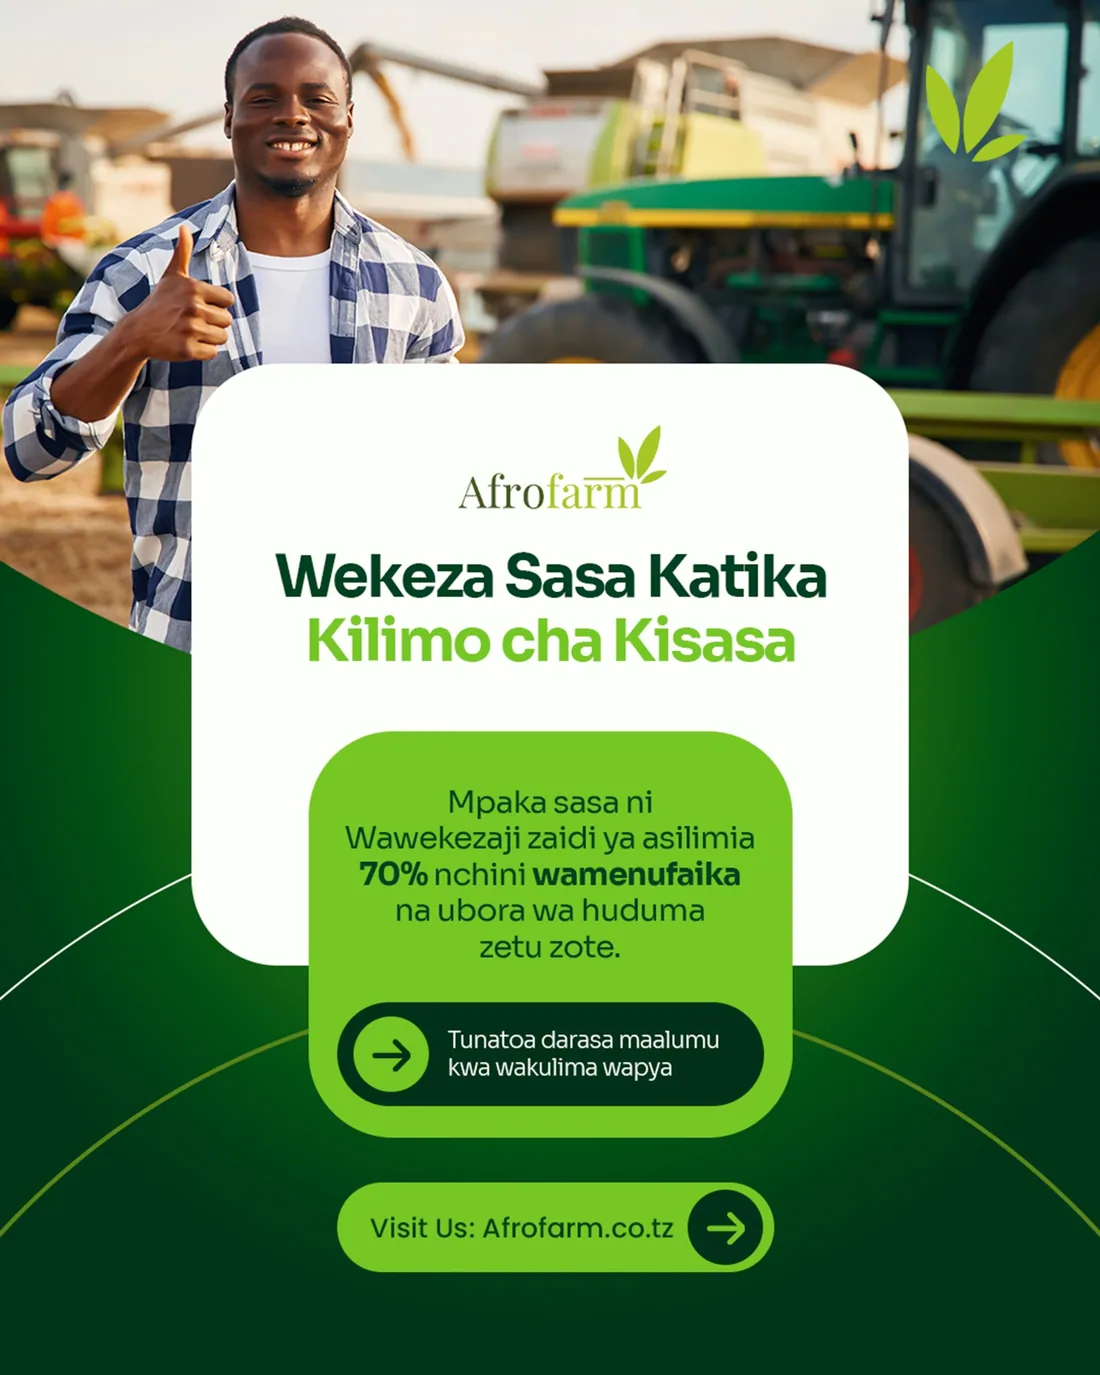 Afrofarm
Wekeza Sasa Katika
Kilimo cha Kisasa
Mpaka sasa ni
Wawekezaji zaidi ya asilimia
70% nchini wamenufaika
na ubora wa huduma
zetu zote.
Tunatoa darasa maalumu
kwa wakulima wapya
Visit Us: Afrofarm.co.tz